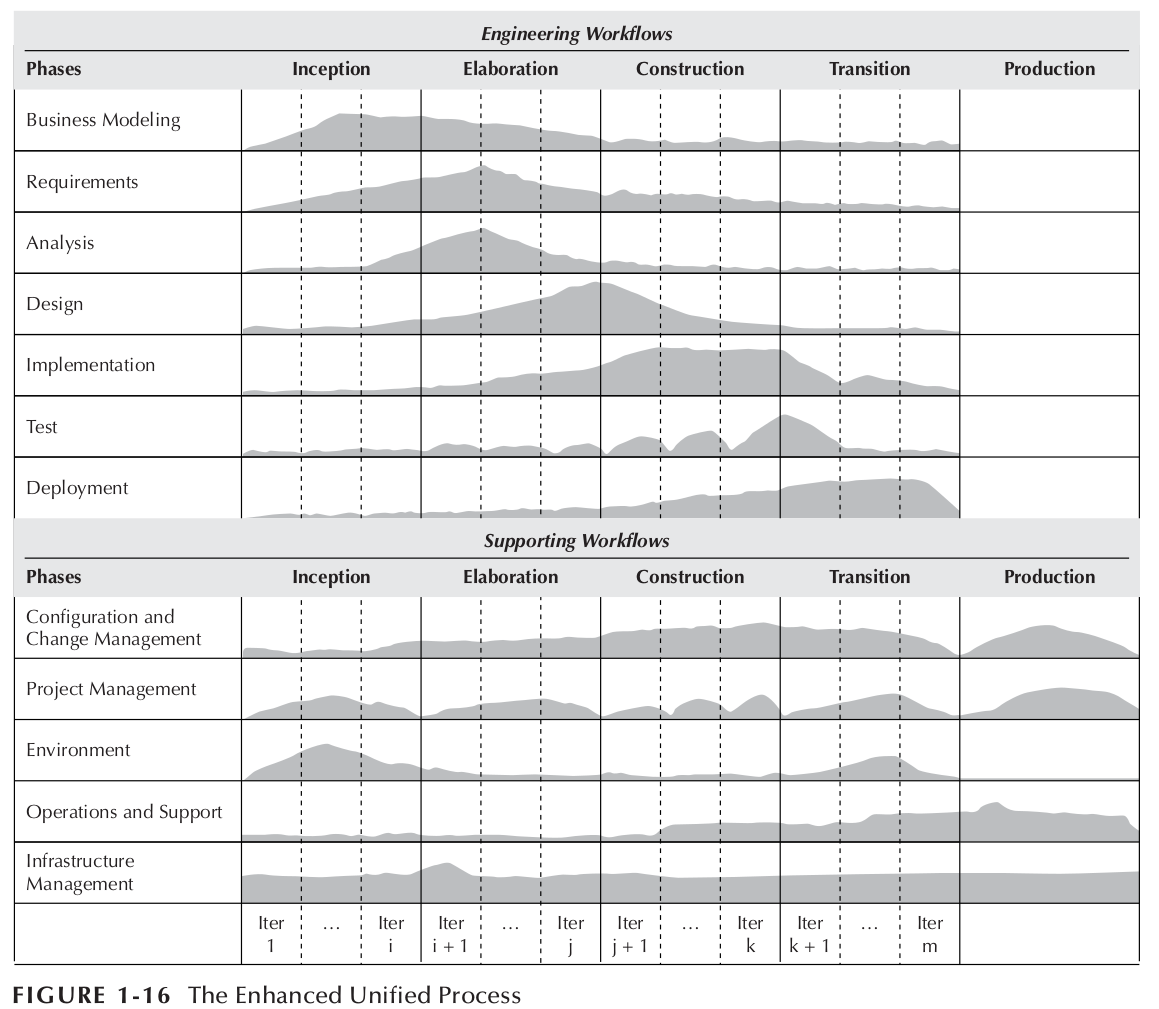 Engineering Workflows
Phases Inception Elaboration Construction Transition Production
Business Modeling
Requirements
Analysis
Design
Implementation
Test
Deployment
Supporting Workflows
Phases Inception Elaboration Construction Transition Production
Configuration and
Change Management
Project Management
Environment
Operations and Support
Infrastructure
Management
Iter … Iter Iter … Iter Iter … Iter Iter … Iter
1 i i + 1 j j + 1 k k + 1 m
FIGURE 1-16 The Enhanced Unified Process